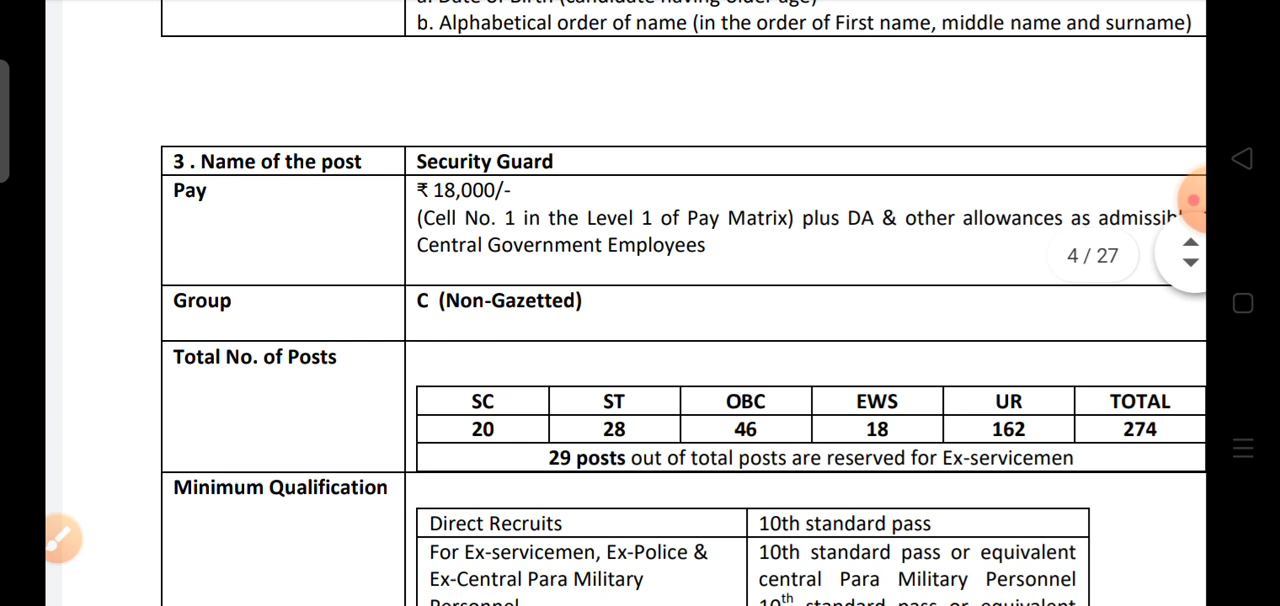 b. Alphabetical order of name (in the order of First name, middle name and surname)
3 . Name of the post Security Guard
Pay ₹ 18,000/-
(Cell No. 1 in the Level 1 of Pay Matrix) plus DA & other allowances as
Central Government Employees
4 / 27
Group C (Non-Gazetted)
Total No. of Posts
SC ST OBC EWS UR TOTAL
20 28 46 18 162 274
29 posts out of total posts are reserved for Ex-servicemen
Minimum Qualification
Direct Recruits 10th standard pass
For Ex-servicemen, Ex-Police & 10th standard pass or equivalent
Ex-Central Para Military central Para Military Personnel